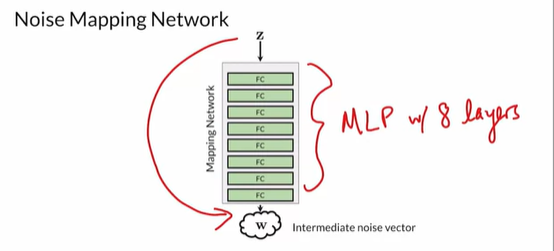 Noise Mapping Network
z
Mapping Network
FC
FC
FC
FC
FC
FC
FC
FC
MLP w/ 8 layers
W
Intermediate noise vector